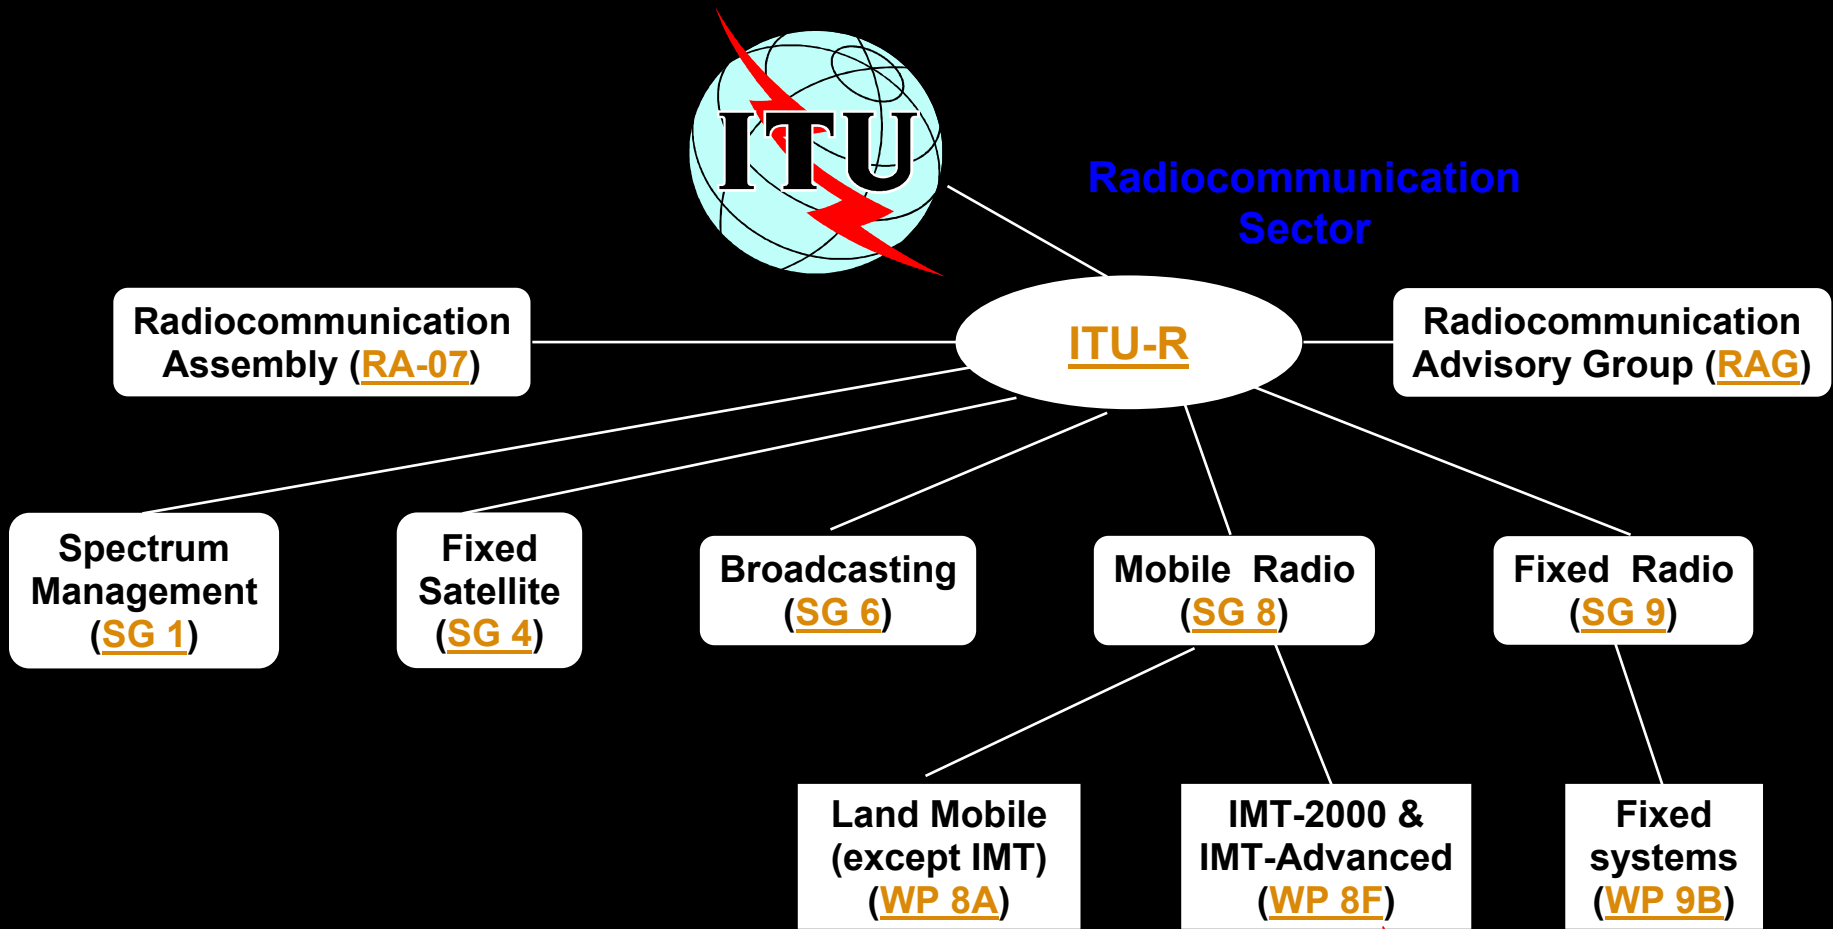 ITU
Radiocommunication
Sector
Radiocommunication
Assembly (RA-07)
ITU-R
Radiocommunication
Advisory Group (RAG)
Spectrum
Management
(SG 1)
Fixed
Satellite
(SG 4)
Broadcasting
(SG 6)
Mobile Radio
(SG 8)
Fixed Radio
(SG 9)
Land Mobile
(except IMT)
(WP 8A)
IMT-2000 &
IMT-Advanced
(WP 8F)
Fixed
systems
(WP 9B)